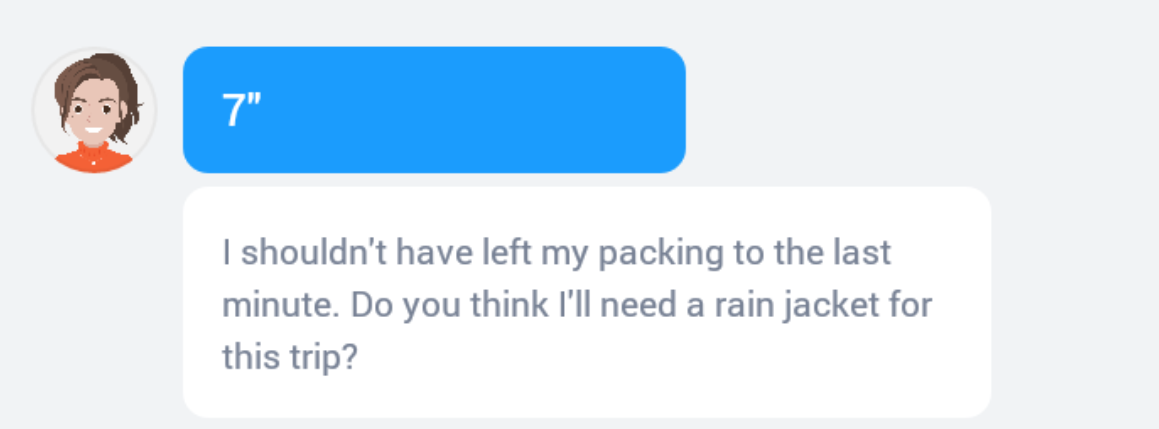 7"
I shouldn't have left my packing to the last
minute. Do you think I'll need a rain jacket for
this trip?